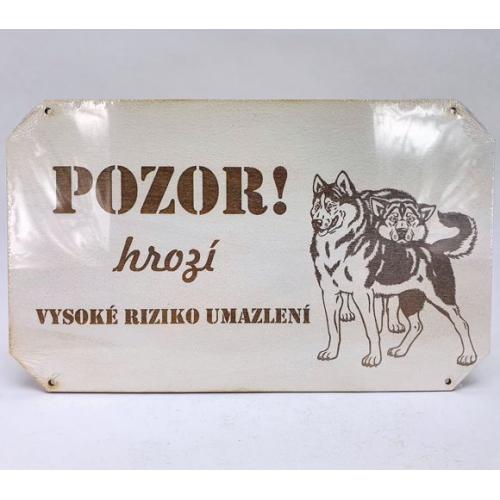 POZOR!
hrozí
VYSOKÉ RIZIKO UMAZLENÍ